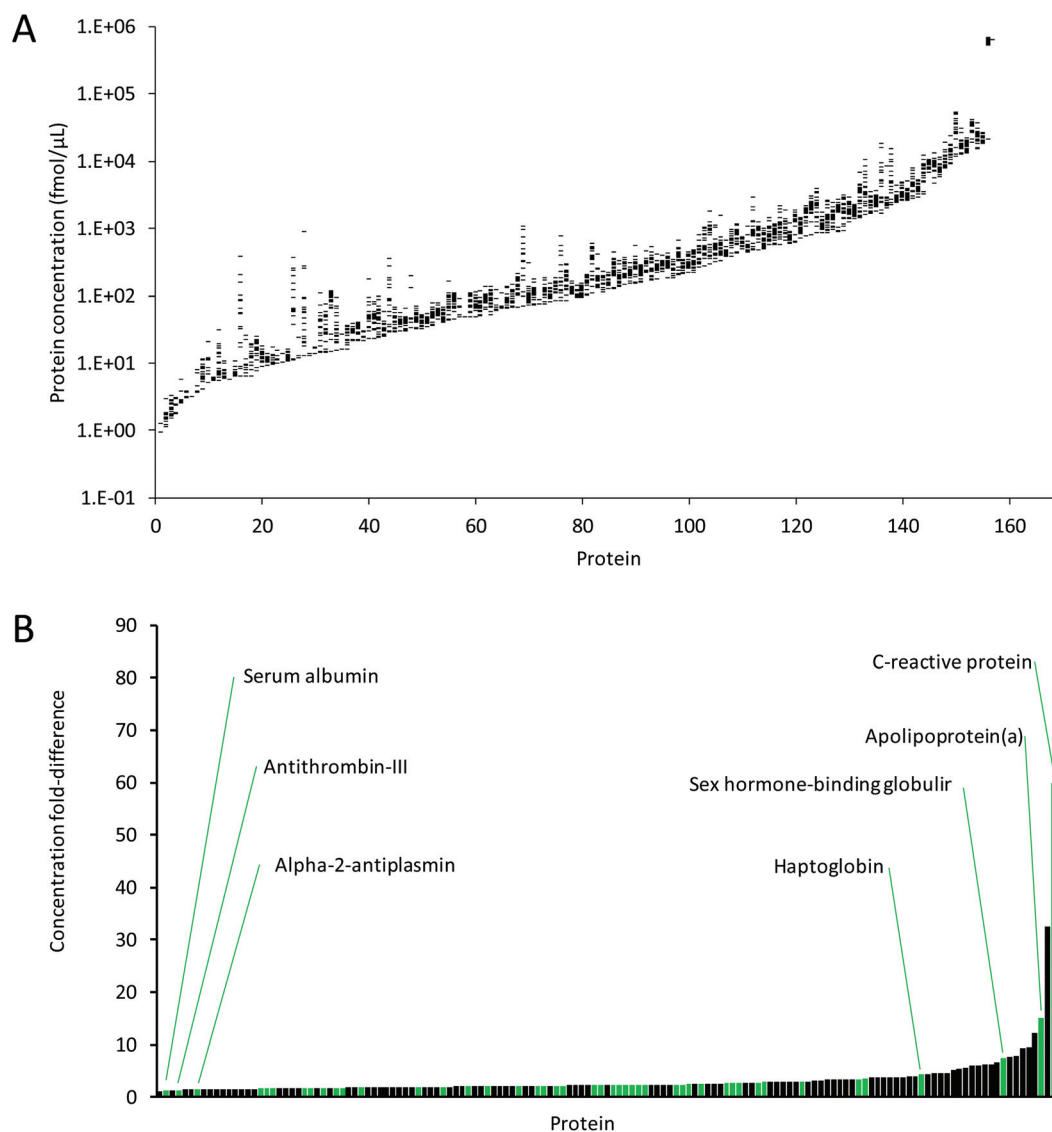 A
1.E+06
1.E+05
1.E+04
1.E+03
1.E+02
1.E+01
1.E+00
1.E-01
Protein concentration (fmol/µL)
0 20 40 60 80 100 120 140 160
Protein
B
90
80
70
60
50
40
30
20
10
0
Concentration fold-difference
Serum albumin
Antithrombin-III
Alpha-2-antiplasmin
C-reactive protein
Apolipoprotein(a)
Sex hormone-binding globulir
Haptoglobin
Protein